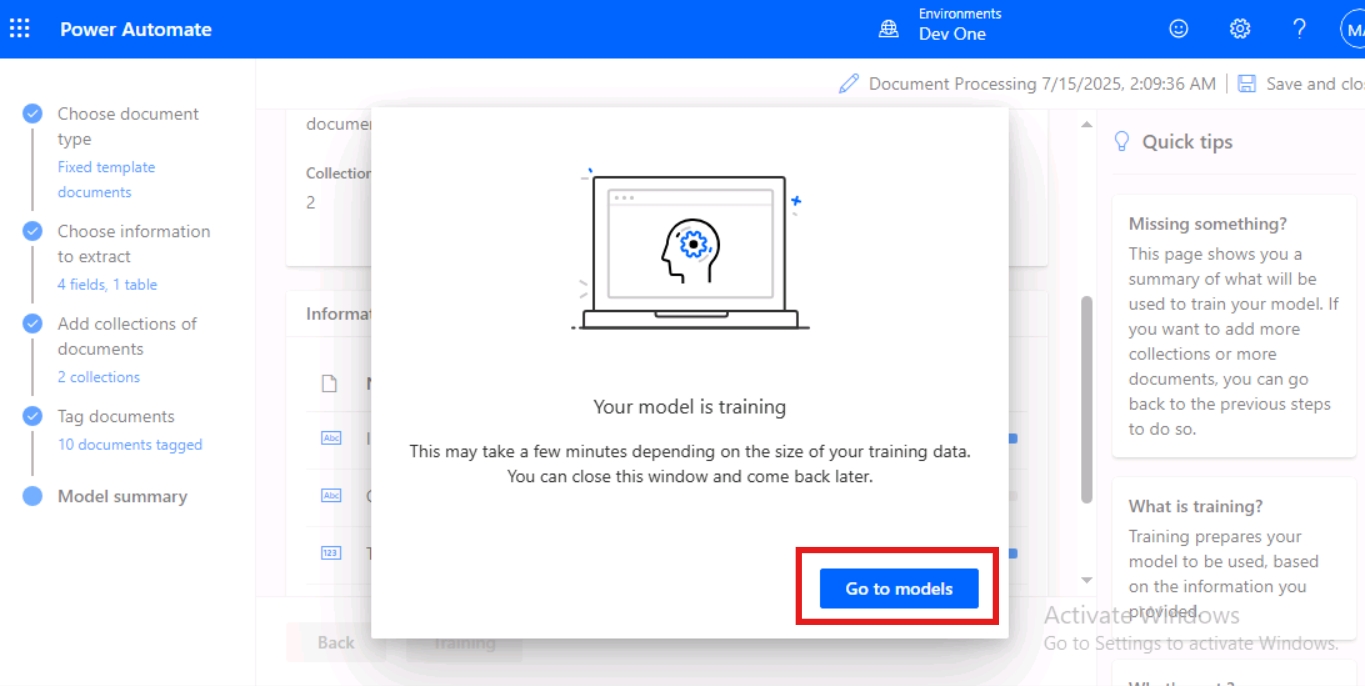 Power Automate
Environments
Dev One
?
Document Processing 7/15/2025, 2:09:36 AM
Save and
Choose document
type
Fixed template
documents
Choose information
to extract
4 fields, 1 table
Add collections of
documents
2 collections
Tag documents
10 documents tagged
Model summary
2
Abc
Abc
123
Your model is training
This may take a few minutes depending on the size of your training data.
You can close this window and come back later.
Go to models
Back
Training
Quick tips
Missing something?
This page shows you a
summary of what will be
used to train your model. If
you want to add more
collections or more
documents, you can go
back to the previous steps
to do so.
What is training?
Training prepares your
model to be used, based
on the information you
provided.
Activate Windows
Go to Settings to activate Windows.